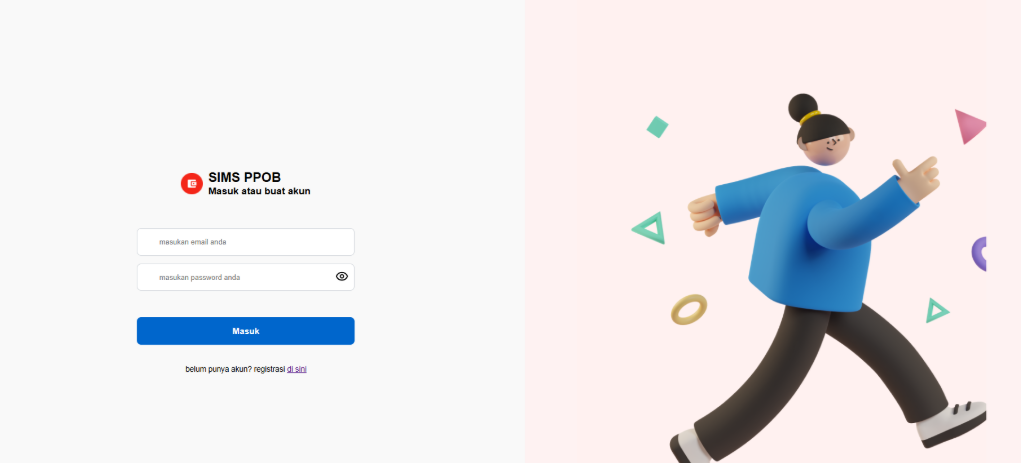 SIMS PPOB
Masuk atau buat akun
masukan email anda
masukan password anda
Masuk
belum punya akun? registrasi di sini